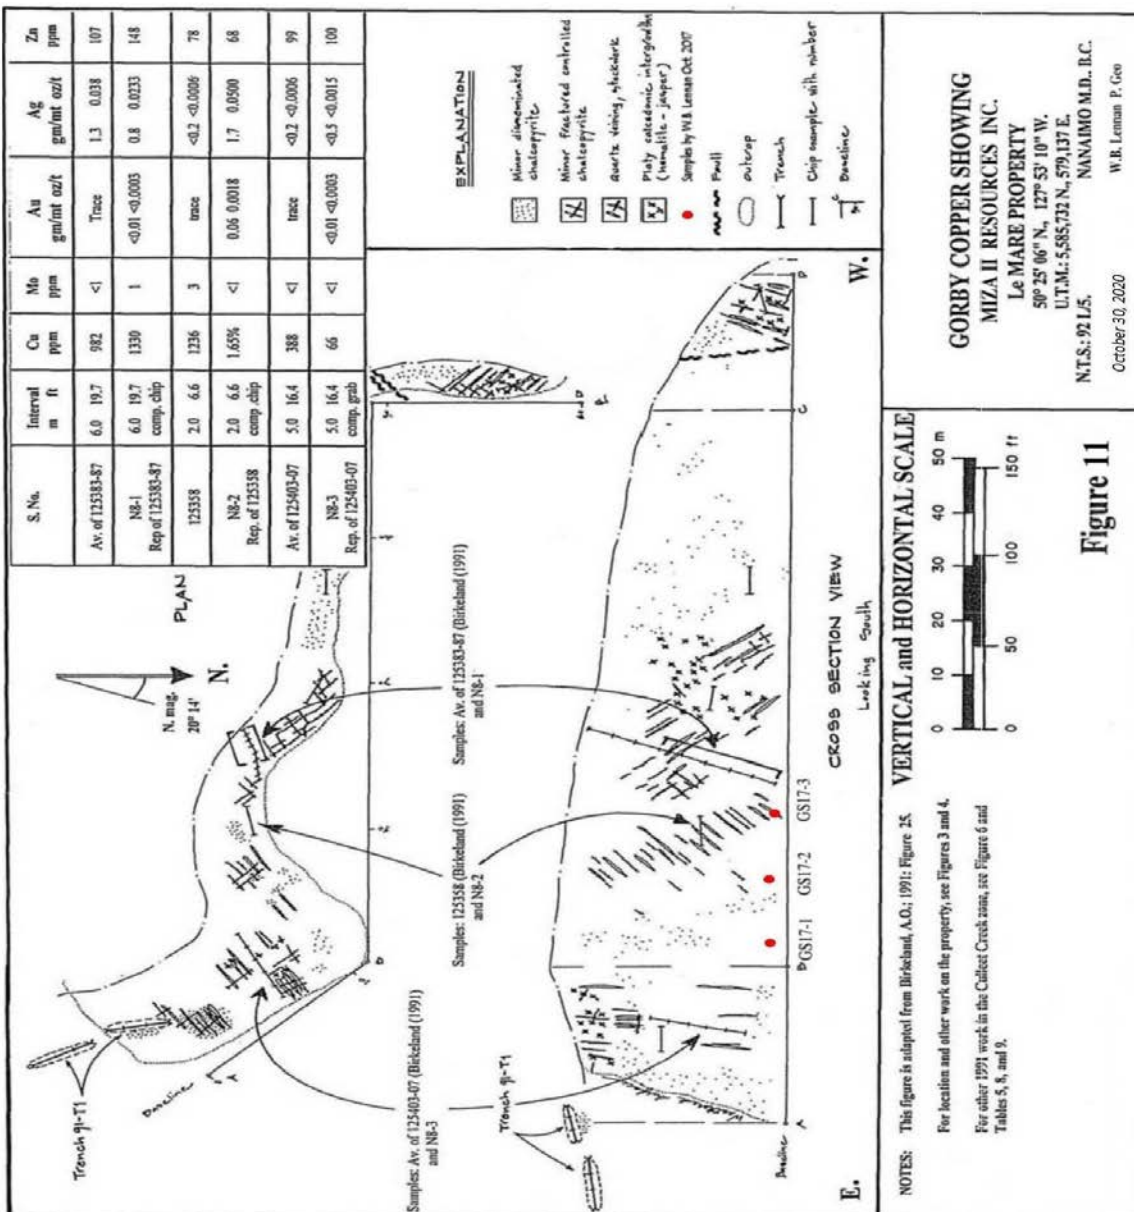 S. No.
Interval
m ft
Cu
ppm
Mo
ppm
Au
gm/mt oz/t
Ag
gm/mt oz/t
Zn
ppm
Av. of 125383-87
6.0 19.7
982
<1
Trace
1.3 0.038
107
N8-1
Rep of 125383-87
6.0 19.7
comp. chip
1330
1
<0.01 <0.0003
0.8 0.0233
148
125358
2.0 6.6
1236
3
trace
<0.2 <0.0006
78
N8-2
Rep. of 125358
2.0 6.6
comp .chip
1.65%
<1
0.06 0.0018
1.7 0.0500
68
Av. of 125403-07
5.0 16.4
388
<1
trace
<0.2 <0.0006
99
N8-3
Rep. of 125403-07
5.0 16.4
comp. grab
66
<1
<0.01 <0.0003
<0.5 <0.0015
100
PLAN
N. mag.
20° 14'
N.
Trench 91-T1
Baseline
Samples: Av. of 125403-07 (Birkeland (1991)
and N8-3
Samples: 125358 (Birkeland (1991)
and N8-2
Samples: Av. of 125383-87 (Birkeland (1991)
and N8-1
Trench 91-T1
GS17-1
GS17-2
GS17-3
Baseline
E.
W.
CROSS SECTION VIEW
Looking South
EXPLANATION
Minor disseminated
chalcopyrite
Minor fractured controlled
chalcopyrite
Quartz veining, stockwork
Platy calcedonic intergrowths
(hematite - jasper)
Samples by W.B. Lennan Oct. 2017
Fault
Outcrop
Trench
Chip example with number
Baseline
NOTES: This figure is adapted from Birkeland, A.O.; 1991: Figure 25.
For location and other work on the property, see Figures 3 and 4.
For other 1991 work in the Culleet Creek zone, see Figure 6 and
Tables 5, 8, and 9.
VERTICAL and HORIZONTAL SCALE
0 10 20 30 40 50 m
0 50 100 150 ft
Figure 11
GORBY COPPER SHOWING
MIZA II RESOURCES INC.
Le MARE PROPERTY
50° 25' 06" N., 127° 53' 10" W.
U.T.M.: 5,585,732 N., 579,137 E.
N.T.S.: 92 L/5. NANAIMO M.D., B.C.
October 30, 2020
W.B. Lennan P. Geo